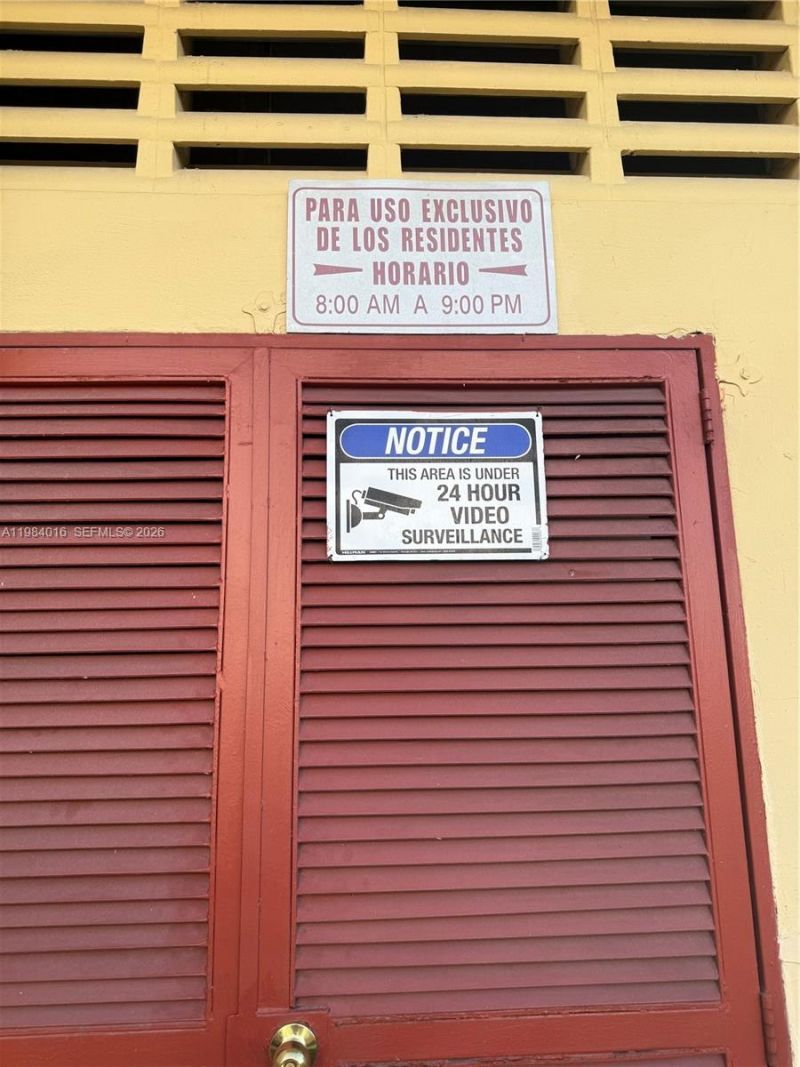 PARA USO EXCLUSIVO
DE LOS RESIDENTES
HORARIO
8:00 AM A 9:00 PM
NOTICE
THIS AREA IS UNDER
24 HOUR
VIDEO
SURVEILLANCE
HILLMAN
A11984016 SEFMLS© 2026